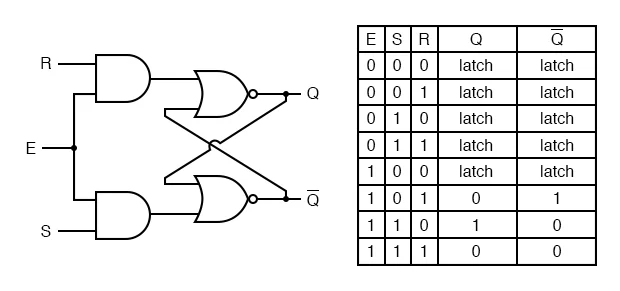 R
Q
E
Q̅
S
E S R Q Q̅
0 0 0 latch latch
0 0 1 latch latch
0 1 0 latch latch
0 1 1 latch latch
1 0 0 latch latch
1 0 1 0 1
1 1 0 1 0
1 1 1 0 0